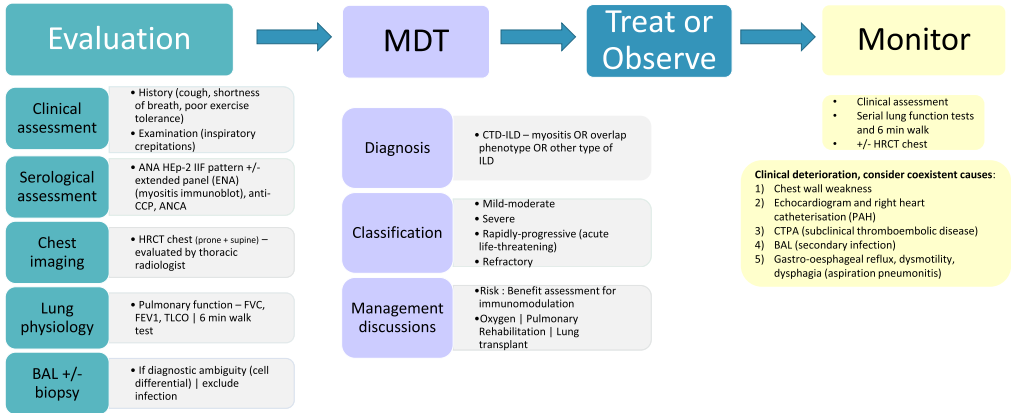 Evaluation
MDT
Treat or
Observe
Monitor
Clinical
assessment
• History (cough, shortness
of breath, poor exercise
tolerance)
• Examination (inspiratory
crepitations)
Serological
assessment
• ANA HEp-2 IIF pattern +/-
extended panel (ENA)
(myositis immunoblot), anti-
CCP, ANCA
Chest
imaging
• HRCT chest (prone + supine) –
evaluated by thoracic
radiologist
Lung
physiology
• Pulmonary function – FVC,
FEV1, TLCO | 6 min walk
test
BAL +/-
biopsy
• If diagnostic ambiguity (cell
differential) | exclude
infection
Diagnosis
• CTD-ILD – myositis OR overlap
phenotype OR other type of
ILD
Classification
• Mild-moderate
• Severe
• Rapidly-progressive (acute
life-threatening)
• Refractory
Management
discussions
•Risk : Benefit assessment for
immunomodulation
•Oxygen | Pulmonary
Rehabilitation | Lung
transplant
• Clinical assessment
• Serial lung function tests
and 6 min walk
• +/- HRCT chest
Clinical deterioration, consider coexistent causes:
1) Chest wall weakness
2) Echocardiogram and right heart
catheterisation (PAH)
3) CTPA (subclinical thromboembolic disease)
4) BAL (secondary infection)
5) Gastro-oesphageal reflux, dysmotility,
dysphagia (aspiration pneumonitis)